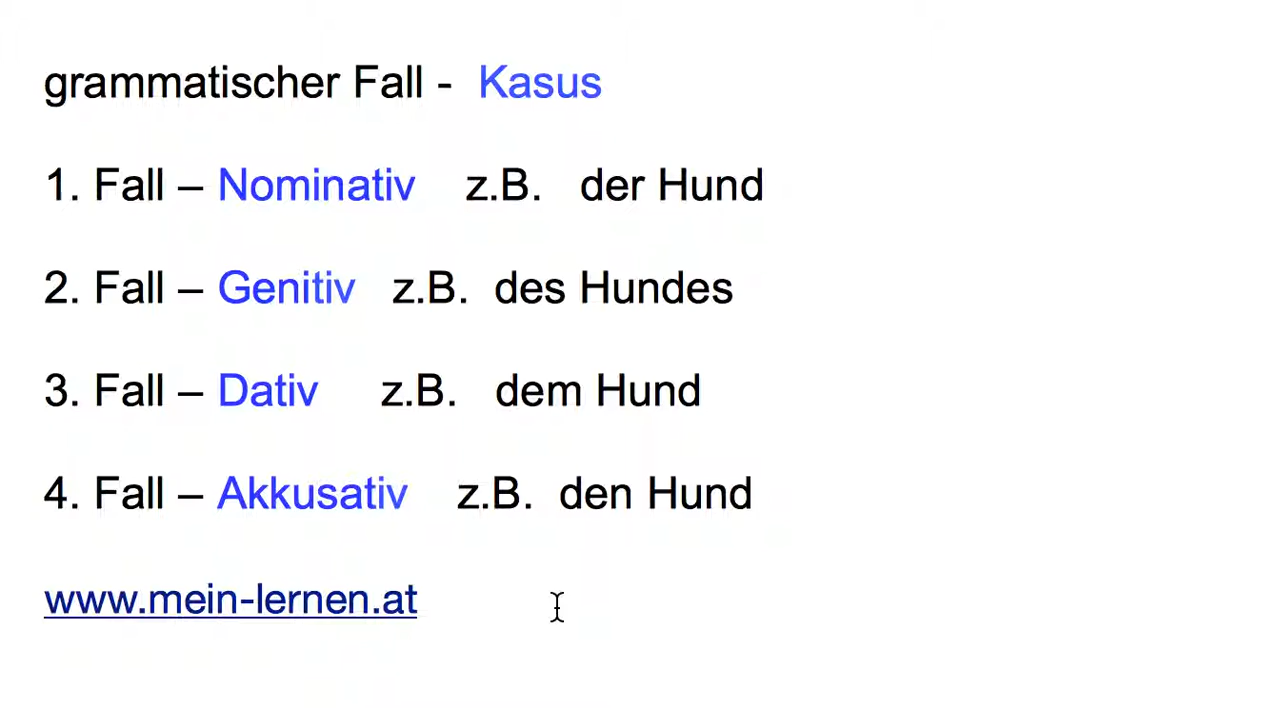 grammatischer Fall - Kasus
1. Fall – Nominativ z.B. der Hund
2. Fall – Genitiv z.B. des Hundes
3. Fall – Dativ z.B. dem Hund
4. Fall – Akkusativ z.B. den Hund
www.mein-lernen.at